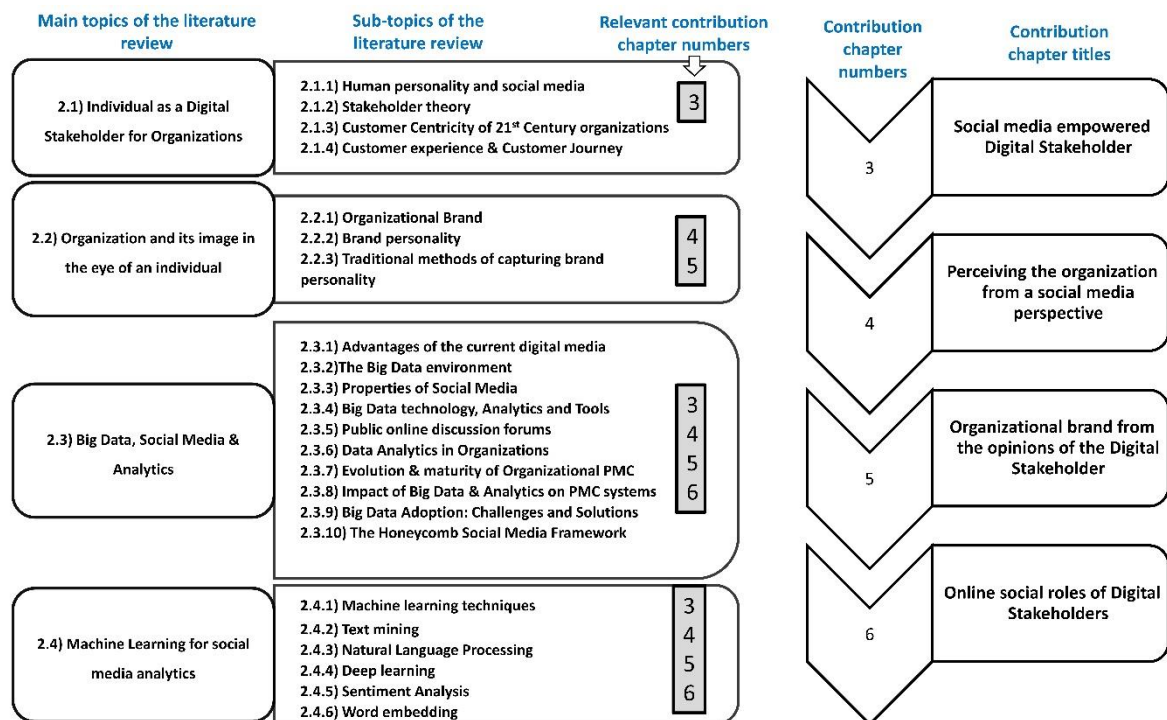 Main topics of the literature
review
Sub-topics of the
literature review
Relevant contribution
chapter numbers
2.1) Individual as a Digital
Stakeholder for Organizations
2.1.1) Human personality and social media
2.1.2) Stakeholder theory
2.1.3) Customer Centricity of 21st Century organizations
2.1.4) Customer experience & Customer Journey
3
2.2) Organization and its image in
the eye of an individual
2.2.1) Organizational Brand
2.2.2) Brand personality
2.2.3) Traditional methods of capturing brand
personality
4
5
2.3) Big Data, Social Media &
Analytics
2.3.1) Advantages of the current digital media
2.3.2)The Big Data environment
2.3.3) Properties of Social Media
2.3.4) Big Data technology, Analytics and Tools
2.3.5) Public online discussion forums
2.3.6) Data Analytics in Organizations
2.3.7) Evolution & maturity of Organizational PMC
2.3.8) Impact of Big Data & Analytics on PMC systems
2.3.9) Big Data Adoption: Challenges and Solutions
2.3.10) The Honeycomb Social Media Framework
3
4
5
6
2.4) Machine Learning for social
media analytics
2.4.1) Machine learning techniques
2.4.2) Text mining
2.4.3) Natural Language Processing
2.4.4) Deep learning
2.4.5) Sentiment Analysis
2.4.6) Word embedding
3
4
5
6
Contribution
chapter
numbers
Contribution
chapter titles
3
Social media empowered
Digital Stakeholder
4
Perceiving the organization
from a social media
perspective
5
Organizational brand from
the opinions of the Digital
Stakeholder
6
Online social roles of Digital
Stakeholders